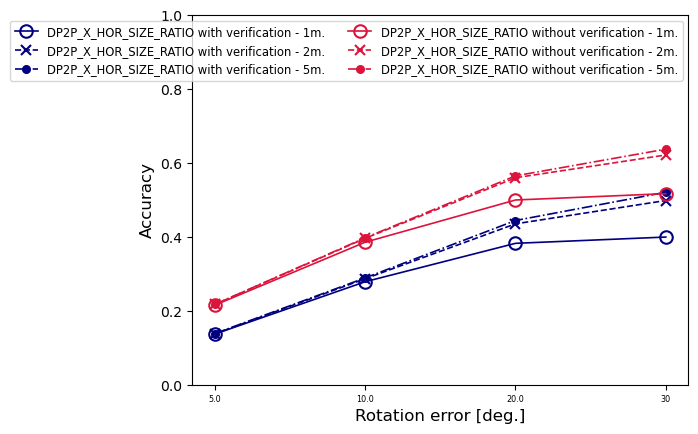 1.0
DP2P_X_HOR_SIZE_RATIO with verification - 1m.
DP2P_X_HOR_SIZE_RATIO without verification - 1m.
DP2P_X_HOR_SIZE_RATIO with verification - 2m.
DP2P_X_HOR_SIZE_RATIO without verification - 2m.
DP2P_X_HOR_SIZE_RATIO with verification - 5m.
DP2P_X_HOR_SIZE_RATIO without verification - 5m.
0.8
0.6
Accuracy
0.4
0.2
0.0
5.0 10.0 20.0 30
Rotation error [deg.]